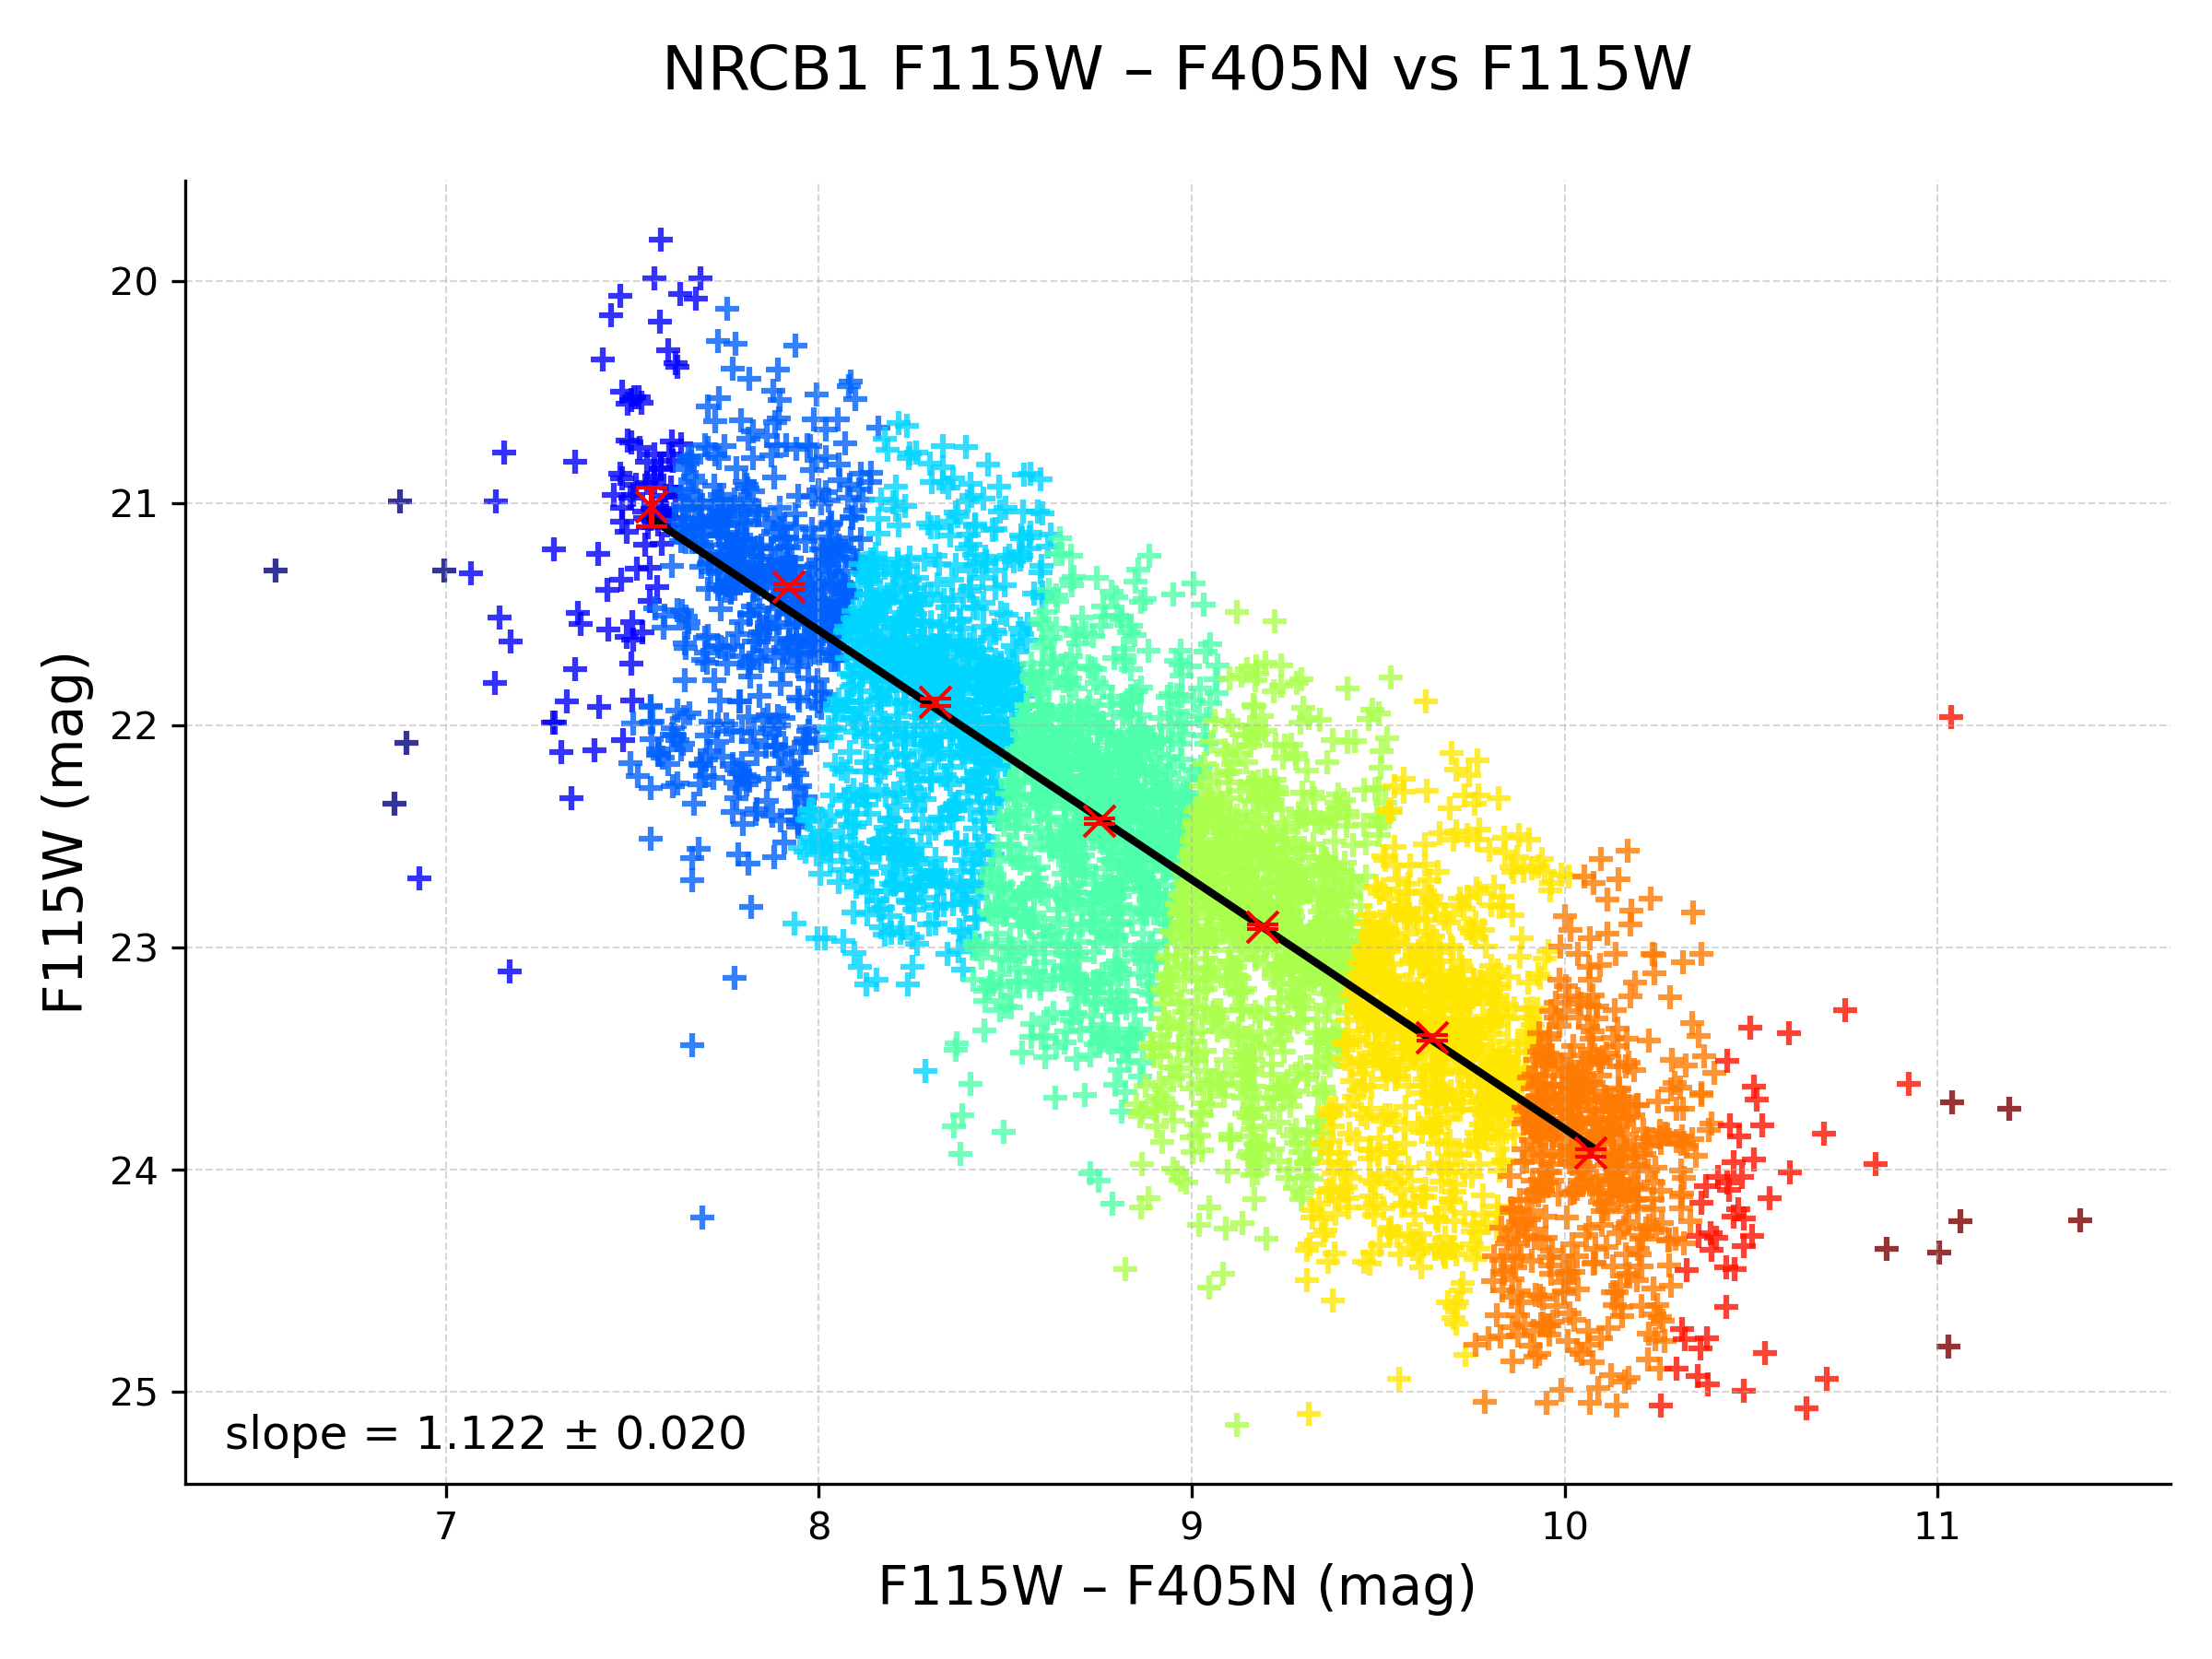 NRCB1 F115W – F405N vs F115W
F115W (mag)
20
21
22
23
24
25
slope = 1.122 ± 0.020
7
8
9
10
11
F115W – F405N (mag)